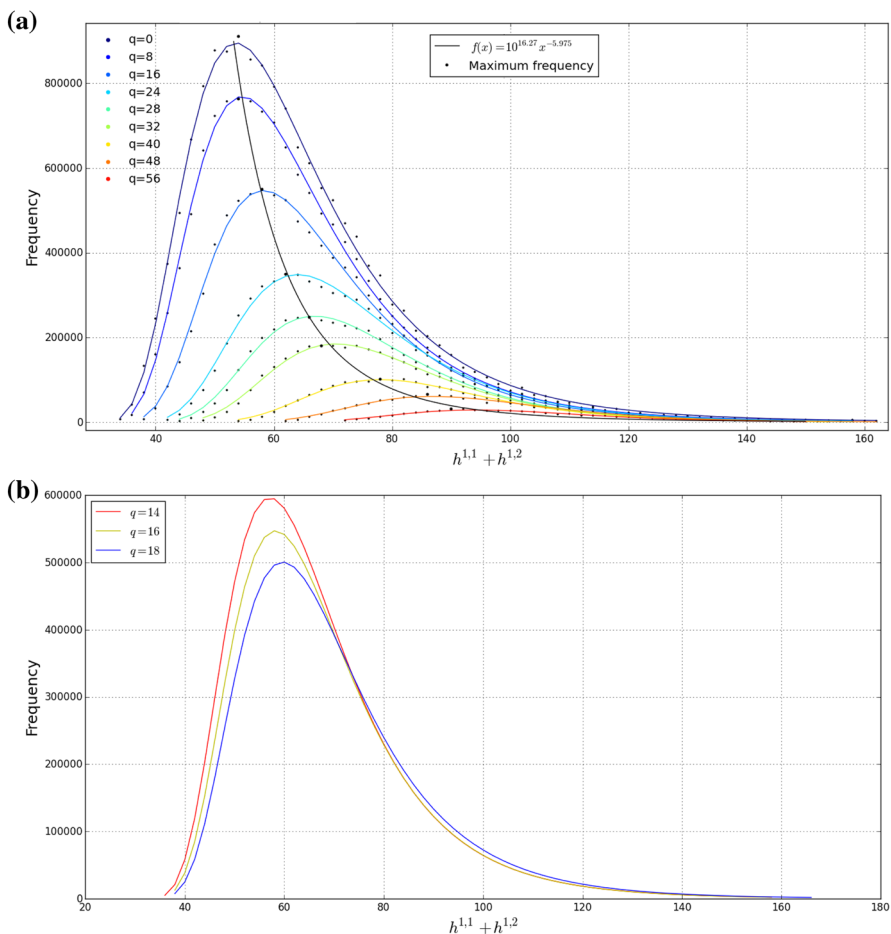 (a)
q=0
q=8
q=16
q=24
q=28
q=32
q=40
q=48
q=56
f(x)=10^{16.27}x^{-5.975}
Maximum frequency
Frequency
800000
600000
400000
200000
0
40 60 80 100 120 140 160
h^{1,1}+h^{1,2}
(b)
q=14
q=16
q=18
Frequency
600000
500000
400000
300000
200000
100000
0
20 40 60 80 100 120 140 160 180
h^{1,1}+h^{1,2}